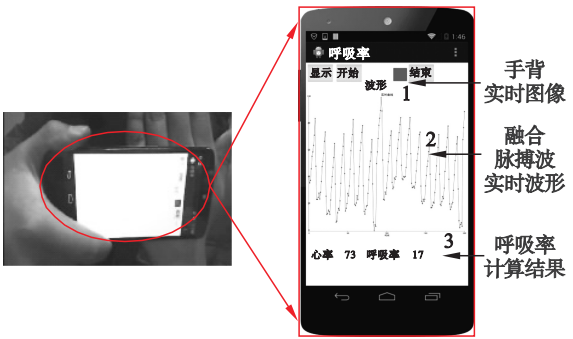 1:46
呼吸率
显示 开始 结束
波形
1
手背
实时图像
2
融合
脉搏波
实时波形
3
心率 73 呼吸率 17
呼吸率
计算结果